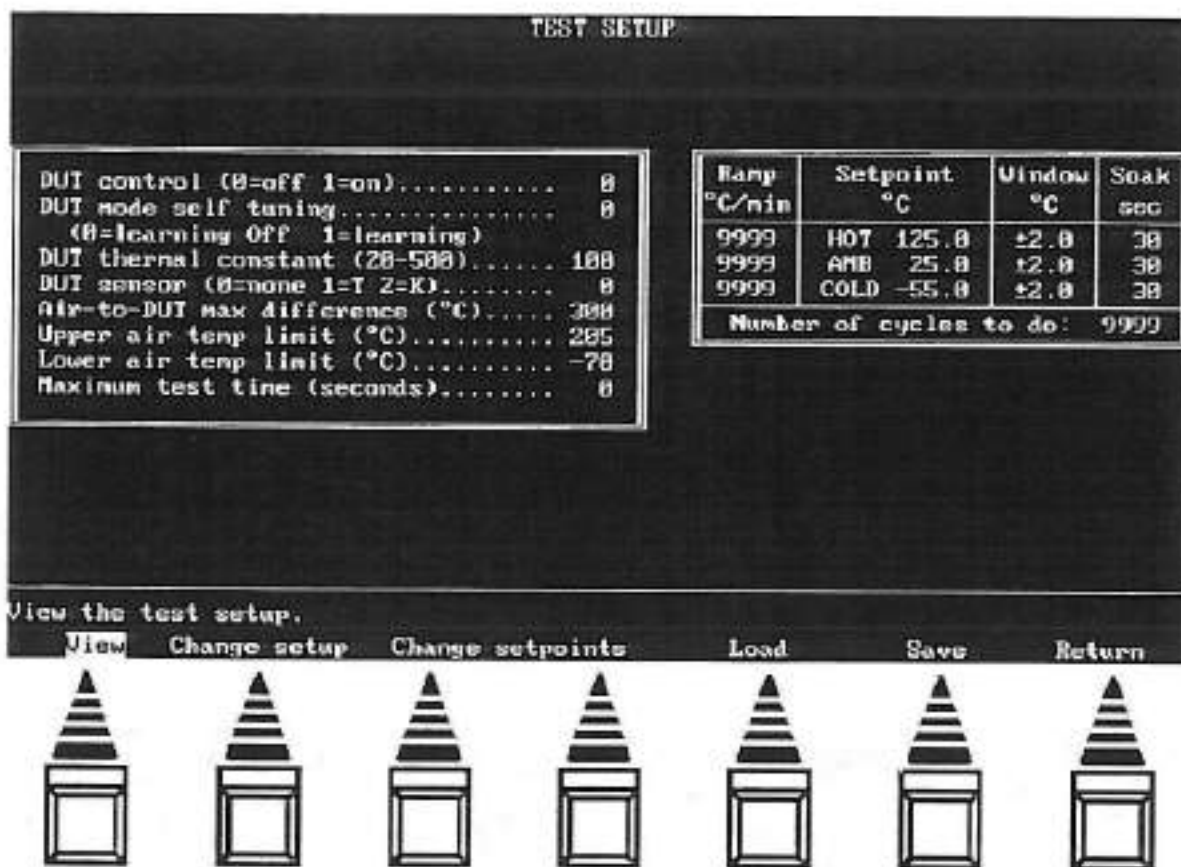 TEST SETUP
DUT control (0=off 1=on)........... 0
DUT mode self tuning............... 0
(0=learning Off 1=learning)
DUT thermal constant (20-500)...... 100
DUT sensor (0=none 1=T 2=K)........ 0
Air-to-DUT max difference (°C)..... 300
Upper air temp limit (°C).......... 205
Lower air temp limit (°C).......... -70
Maximum test time (seconds)........ 0
Ramp Setpoint Window Soak
°C/min °C °C sec
9999 HOT 125.0 ±2.0 30
9999 AMB 25.0 ±2.0 30
9999 COLD -55.0 ±2.0 30
Number of cycles to do: 9999
View the test setup.
View Change setup Change setpoints Load Save Return